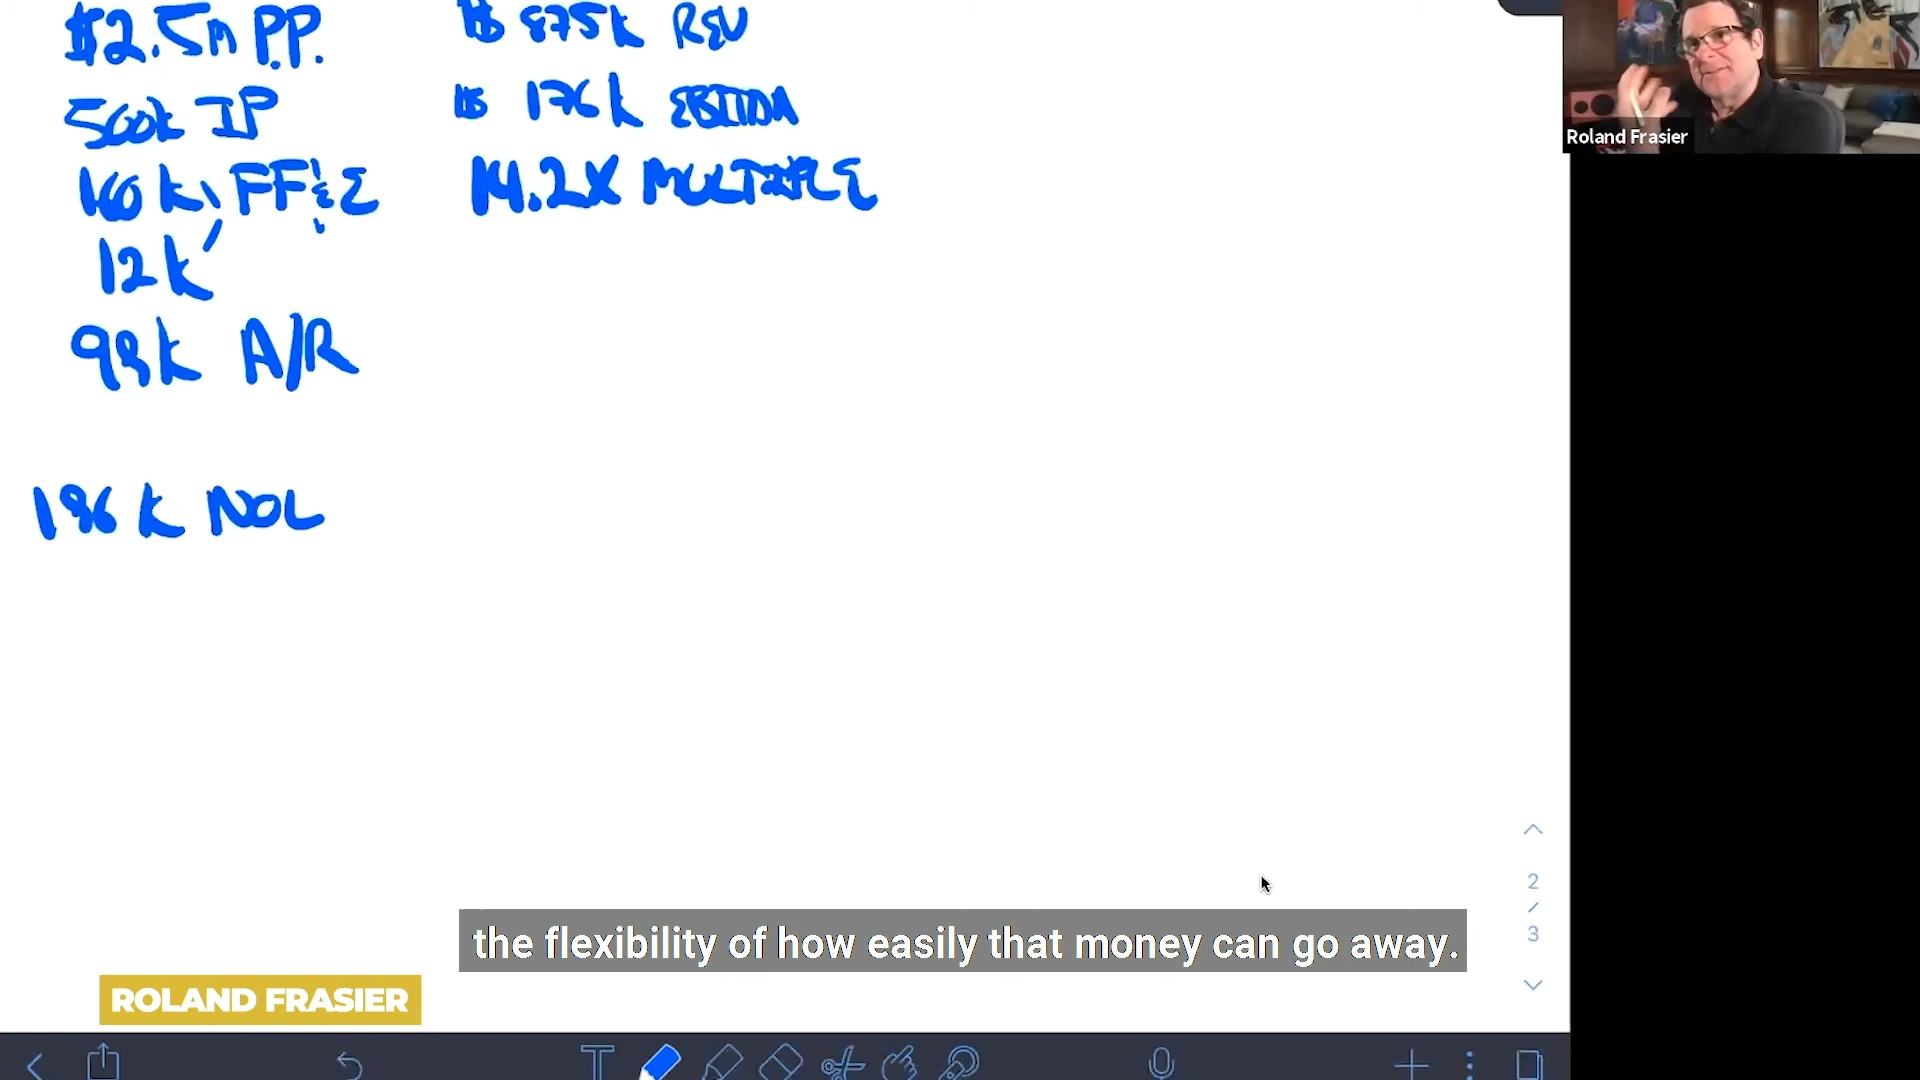 $2.5m P.P.
500k IP
160k, FF&E
12k
98k A/R
196k NOL
875k REV
176k EBITDA
14.2X MULTIPLE
Roland Frasier
2
/
3
the flexibility of how easily that money can go away.
ROLAND FRASIER
T